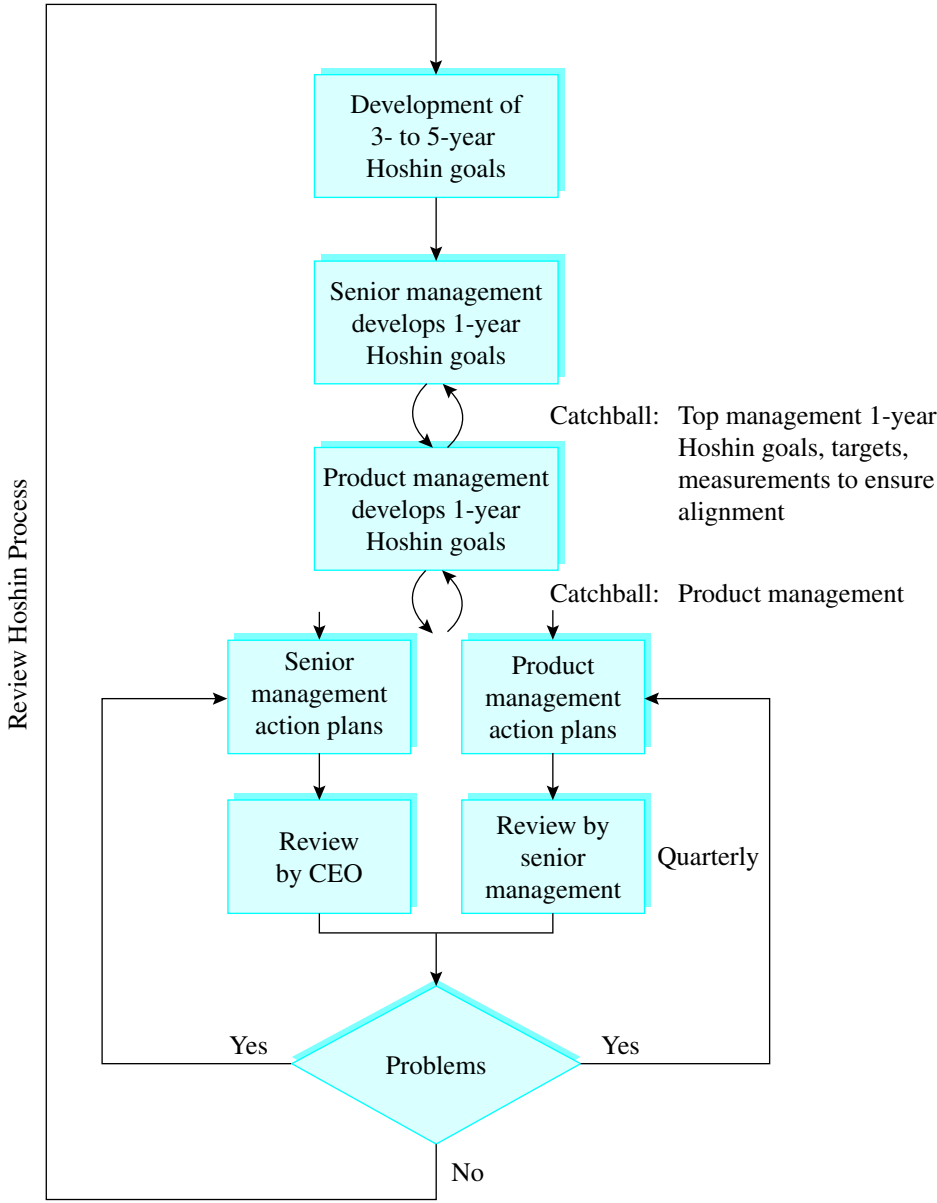 Development of
3- to 5-year
Hoshin goals
Senior management
develops 1-year
Hoshin goals
Catchball: Top management 1-year
Hoshin goals, targets,
measurements to ensure
alignment
Product management
develops 1-year
Hoshin goals
Catchball: Product management
Senior
management
action plans
Product
management
action plans
Review
by CEO
Review by
senior
management
Quarterly
Yes
Problems
Yes
No
Review Hoshin Process